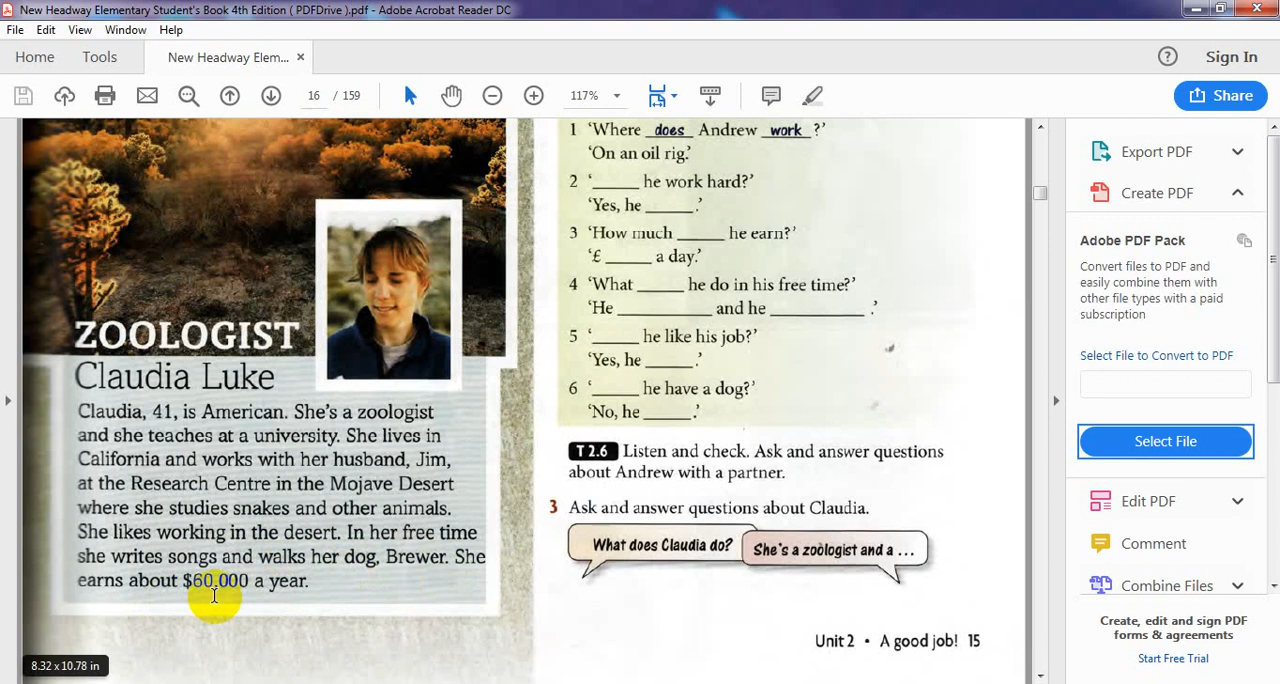 New Headway Elementary Student's Book 4th Edition ( PDFDrive ).pdf - Adobe Acrobat Reader DC
File Edit View Window Help
Home Tools New Headway Elem... × Sign In
16 / 159 117% Share
ZOOLOGIST
Claudia Luke
Claudia, 41, is American. She's a zoologist
and she teaches at a university. She lives in
California and works with her husband, Jim,
at the Research Centre in the Mojave Desert
where she studies snakes and other animals.
She likes working in the desert. In her free time
she writes songs and walks her dog, Brewer. She
earns about $60,000 a year.
8.32 x 10.78 in
1 'Where does Andrew work ?'
'On an oil rig.'
2 '_____ he work hard?'
'Yes, he _____.'
3 'How much _____ he earn?'
'£ _____ a day.'
4 'What _____ he do in his free time?'
'He __________ and he __________ .'
5 '_____ he like his job?'
'Yes, he _____.'
6 '_____ he have a dog?'
'No, he _____.'
T 2.6 Listen and check. Ask and answer questions
about Andrew with a partner.
3 Ask and answer questions about Claudia.
What does Claudia do?
She's a zoologist and a ...
Unit 2 • A good job! 15
Export PDF
Create PDF
Adobe PDF Pack
Convert files to PDF and
easily combine them with
other file types with a paid
subscription
Select File to Convert to PDF
Select File
Edit PDF
Comment
Combine Files
Create, edit and sign PDF
forms & agreements
Start Free Trial